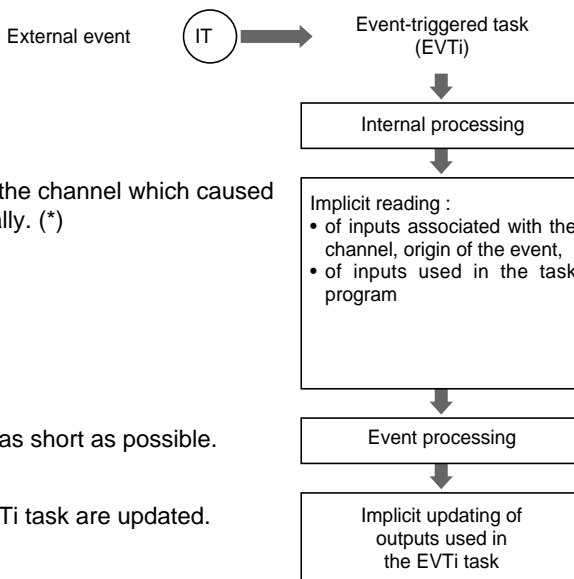 External event
IT
Event-triggered task
(EVTi)
Internal processing
the channel which caused
lly. (*)
Implicit reading :
• of inputs associated with the
channel, origin of the event,
• of inputs used in the task
program
as short as possible.
Event processing
Ti task are updated.
Implicit updating of
outputs used in
the EVTi task